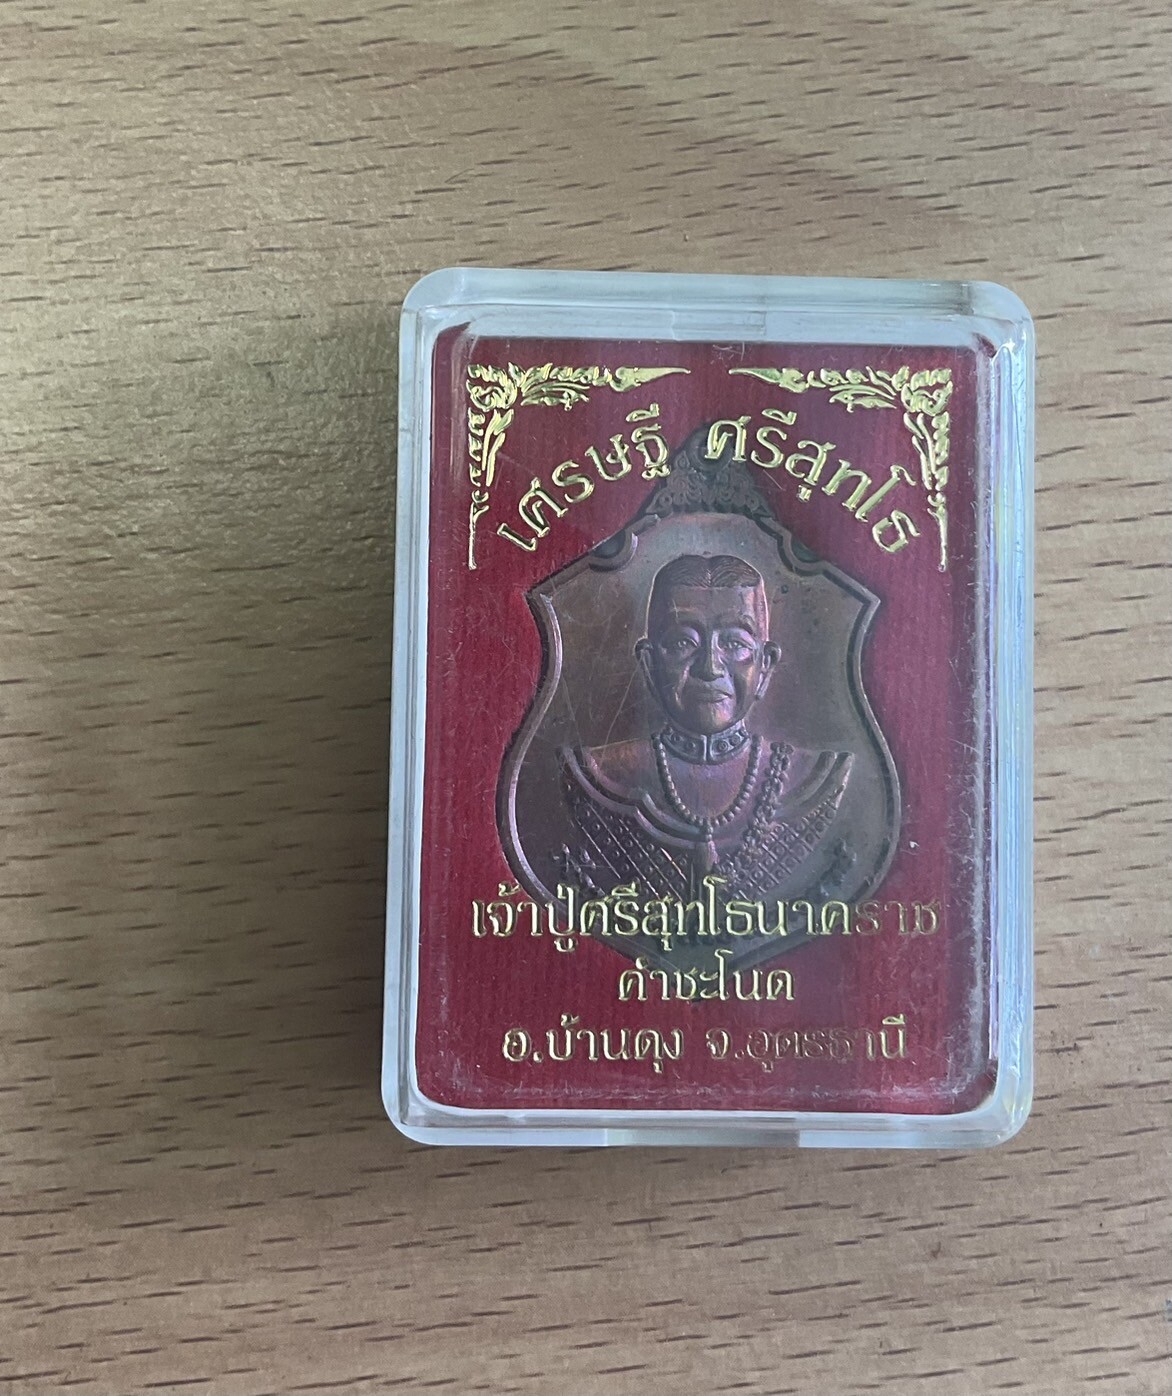 เศรษฐี ศรีสุทโธ
เจ้าปู่ศรีสุทโธนาคราช
คำชะโนด
อ.บ้านดุง จ.อุดรธานี